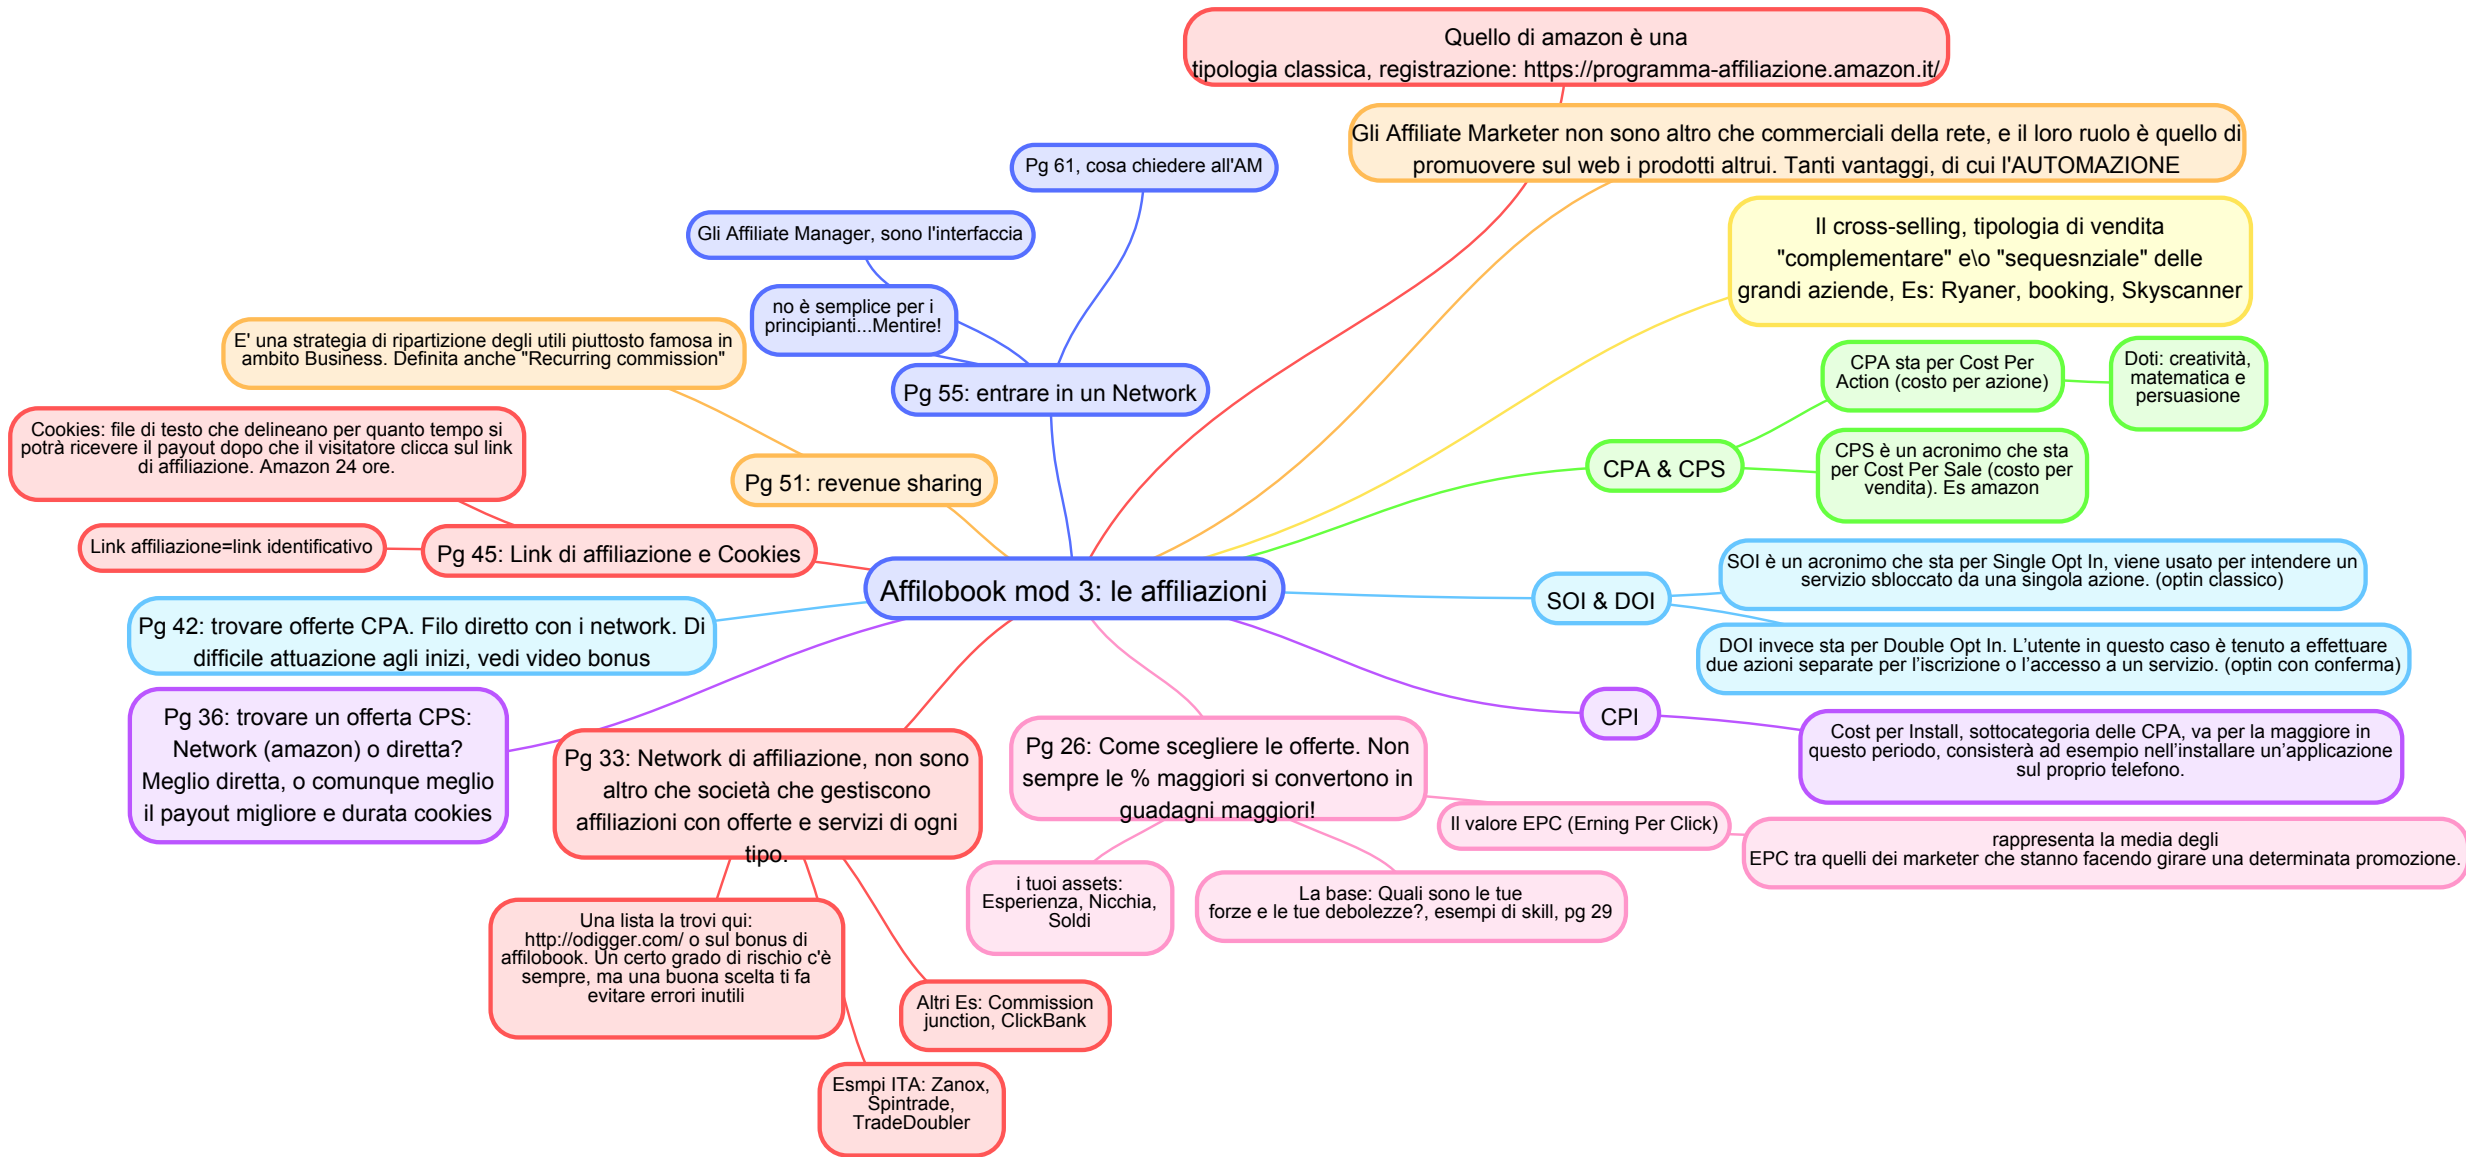 Quello di amazon è una
tipologia classica, registrazione: https://programma-affiliazione.amazon.it/
Gli Affiliate Marketer non sono altro che commerciali della rete, e il loro ruolo è quello di
promuovere sul web i prodotti altrui. Tanti vantaggi, di cui l'AUTOMAZIONE
Pg 61, cosa chiedere all'AM
Gli Affiliate Manager, sono l'interfaccia
no è semplice per i
principianti...Mentire!
Pg 55: entrare in un Network
Il cross-selling, tipologia di vendita
"complementare" e\o "sequesnziale" delle
grandi aziende, Es: Ryaner, booking, Skyscanner
E' una strategia di ripartizione degli utili piuttosto famosa in
ambito Business. Definita anche "Recurring commission"
Pg 51: revenue sharing
CPA & CPS
CPA sta per Cost Per
Action (costo per azione)
Doti: creatività,
matematica e
persuasione
CPS è un acronimo che sta
per Cost Per Sale (costo per
vendita). Es amazon
Cookies: file di testo che delineano per quanto tempo si
potrà ricevere il payout dopo che il visitatore clicca sul link
di affiliazione. Amazon 24 ore.
Link affiliazione=link identificativo
Pg 45: Link di affiliazione e Cookies
Affilobook mod 3: le affiliazioni
SOI & DOI
SOI è un acronimo che sta per Single Opt In, viene usato per intendere un
servizio sbloccato da una singola azione. (optin classico)
DOI invece sta per Double Opt In. L’utente in questo caso è tenuto a effettuare
due azioni separate per l’iscrizione o l’accesso a un servizio. (optin con conferma)
Pg 42: trovare offerte CPA. Filo diretto con i network. Di
difficile attuazione agli inizi, vedi video bonus
CPI
Cost per Install, sottocategoria delle CPA, va per la maggiore in
questo periodo, consisterà ad esempio nell’installare un’applicazione
sul proprio telefono.
Pg 36: trovare un offerta CPS:
Network (amazon) o diretta?
Meglio diretta, o comunque meglio
il payout migliore e durata cookies
Pg 33: Network di affiliazione, non sono
altro che società che gestiscono
affiliazioni con offerte e servizi di ogni
tipo.
Pg 26: Come scegliere le offerte. Non
sempre le % maggiori si convertono in
guadagni maggiori!
Il valore EPC (Erning Per Click)
rappresenta la media degli
EPC tra quelli dei marketer che stanno facendo girare una determinata promozione.
i tuoi assets:
Esperienza, Nicchia,
Soldi
La base: Quali sono le tue
forze e le tue debolezze?, esempi di skill, pg 29
Una lista la trovi qui:
http://odigger.com/ o sul bonus di
affilobook. Un certo grado di rischio c'è
sempre, ma una buona scelta ti fa
evitare errori inutili
Altri Es: Commission
junction, ClickBank
Esmpi ITA: Zanox,
Spintrade,
TradeDoubler